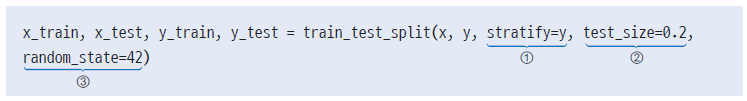 x_train, x_test, y_train, y_test = train_test_split(x, y, stratify=y, test_size=0.2,
① ②
random_state=42)
③